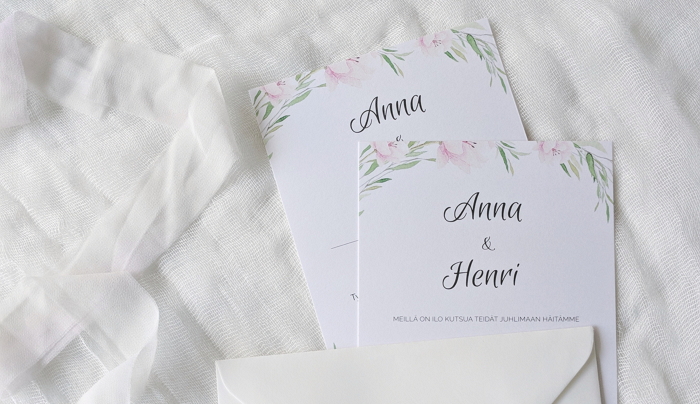 Anna
&
Anna
&
Henri
MEILLÄ ON ILO KUTSUA TEIDÄT JUHLIMAAN HÄITÄMME